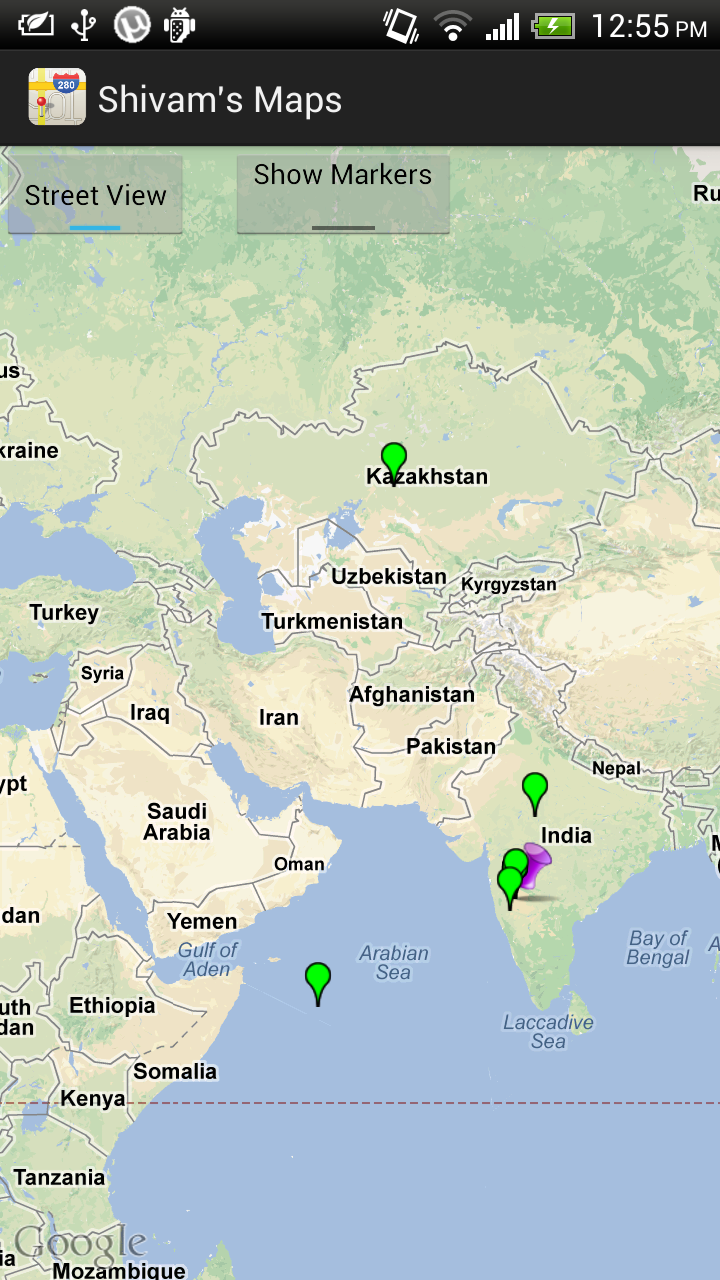 12:55 PM
280
Shivam's Maps
Street View
Show Markers
Ru
us
kraine
Kazakhstan
Uzbekistan
Kyrgyzstan
Turkey
Turkmenistan
Syria
Afghanistan
Iraq
Iran
Pakistan
Nepal
ypt
Saudi
Arabia
India
M
Oman
dan
Yemen
Gulf of
Aden
Arabian
Sea
Bay of
Bengal
A
uth
dan
Ethiopia
Laccadive
Sea
Somalia
Kenya
Tanzania
Google
ia
Mozambique